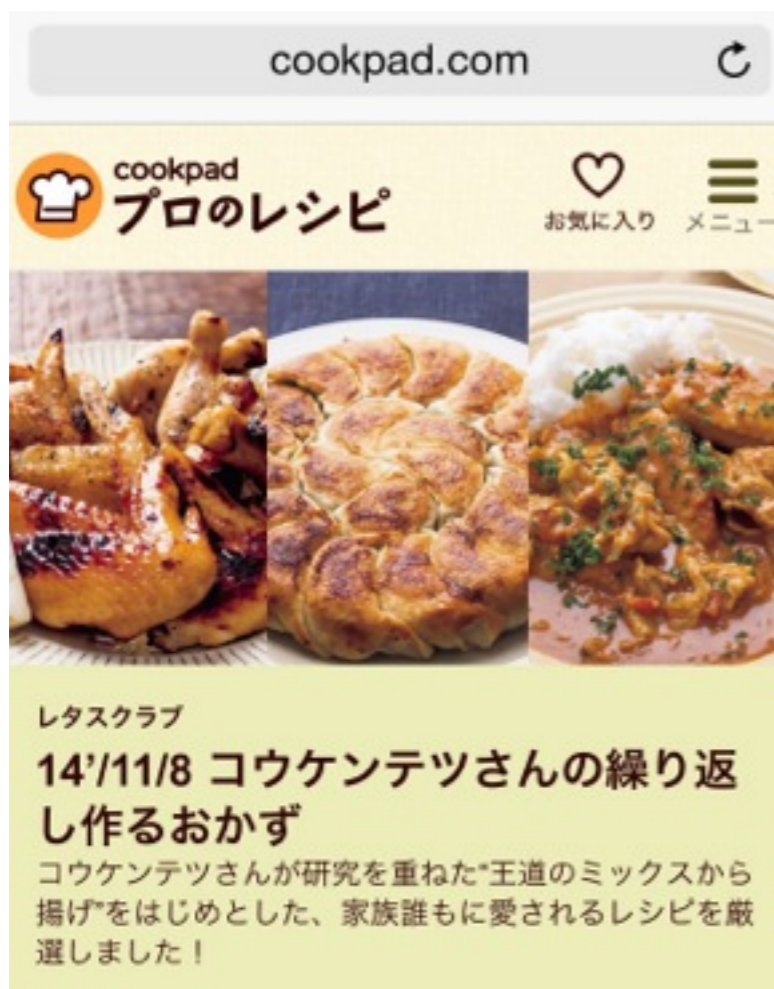 cookpad.com
cookpad
プロのレシピ
お気に入り
メニュー
レタスクラブ
14’/11/8 コウケンテツさんの繰り返
し作るおかず
コウケンテツさんが研究を重ねた“王道のミックスから
揚げ”をはじめとした、家族誰もに愛されるレシピを厳
選しました！